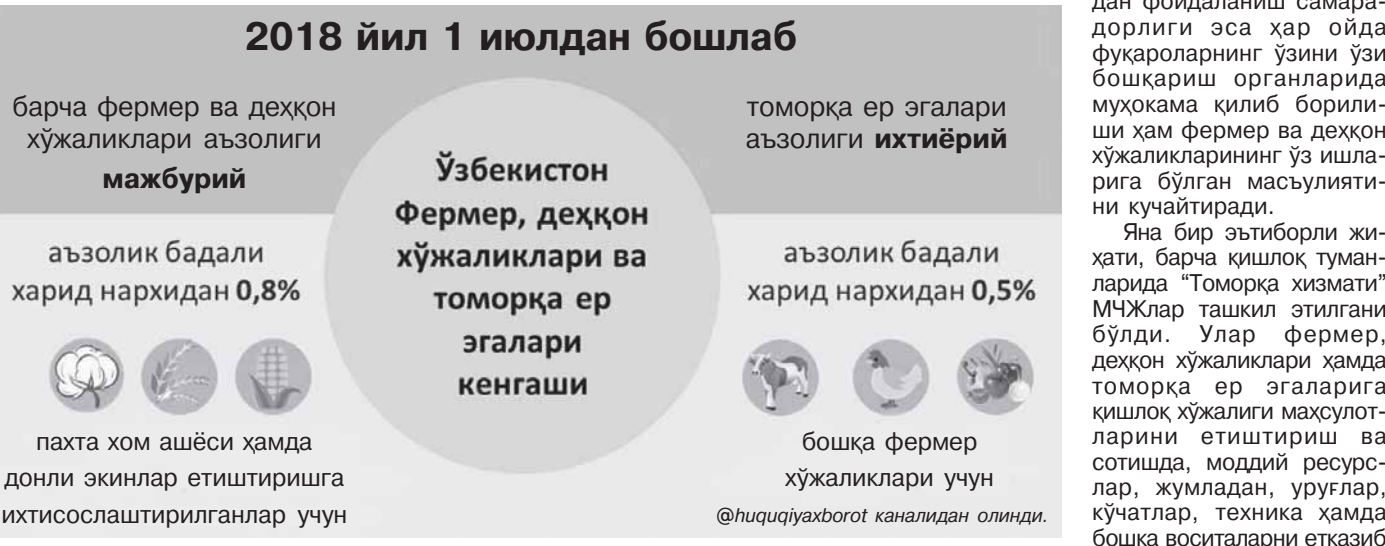 2018 йил 1 июлдан бошлаб
барча фермер ва деҳқон
хўжаликлари аъзолиги
мажбурий
томорқа ер эгалари
аъзолиги ихтиёрий
Ўзбекистон
Фермер, деҳқон
хўжаликлари ва
томорқа ер
эгалари
кенгаши
аъзолик бадали
харид нархидан 0,8%
пахта хом ашёси ҳамда
донли экинлар етиштиришга
ихтисослаштирилганлар учун
аъзолик бадали
харид нархидан 0,5%
бошқа фермер
хўжаликлари учун
@huquqiyaxborot каналидан олинди.
дан фойдаланиш самара-
дорлиги эса ҳар ойда
фуқароларнинг ўзини ўзи
бошқариш органларида
муҳокама қилиб борили-
ши ҳам фермер ва деҳқон
хўжаликларининг ўз ишла-
рига бўлган масъулияти-
ни кучайтиради.
Яна бир эътиборли жи-
ҳати, барча қишлоқ туман-
ларида “Томорқа хизмати”
МЧЖлар ташкил этилгани
бўлди. Улар фермер,
деҳқон хўжаликлари ҳамда
томорқа ер эгаларига
қишлоқ хўжалиги маҳсулот-
ларини етиштириш ва
сотишда, моддий ресурс-
лар, жумладан, уруғлар,
кўчатлар, техника ҳамда
бошқа воситаларни етказиб